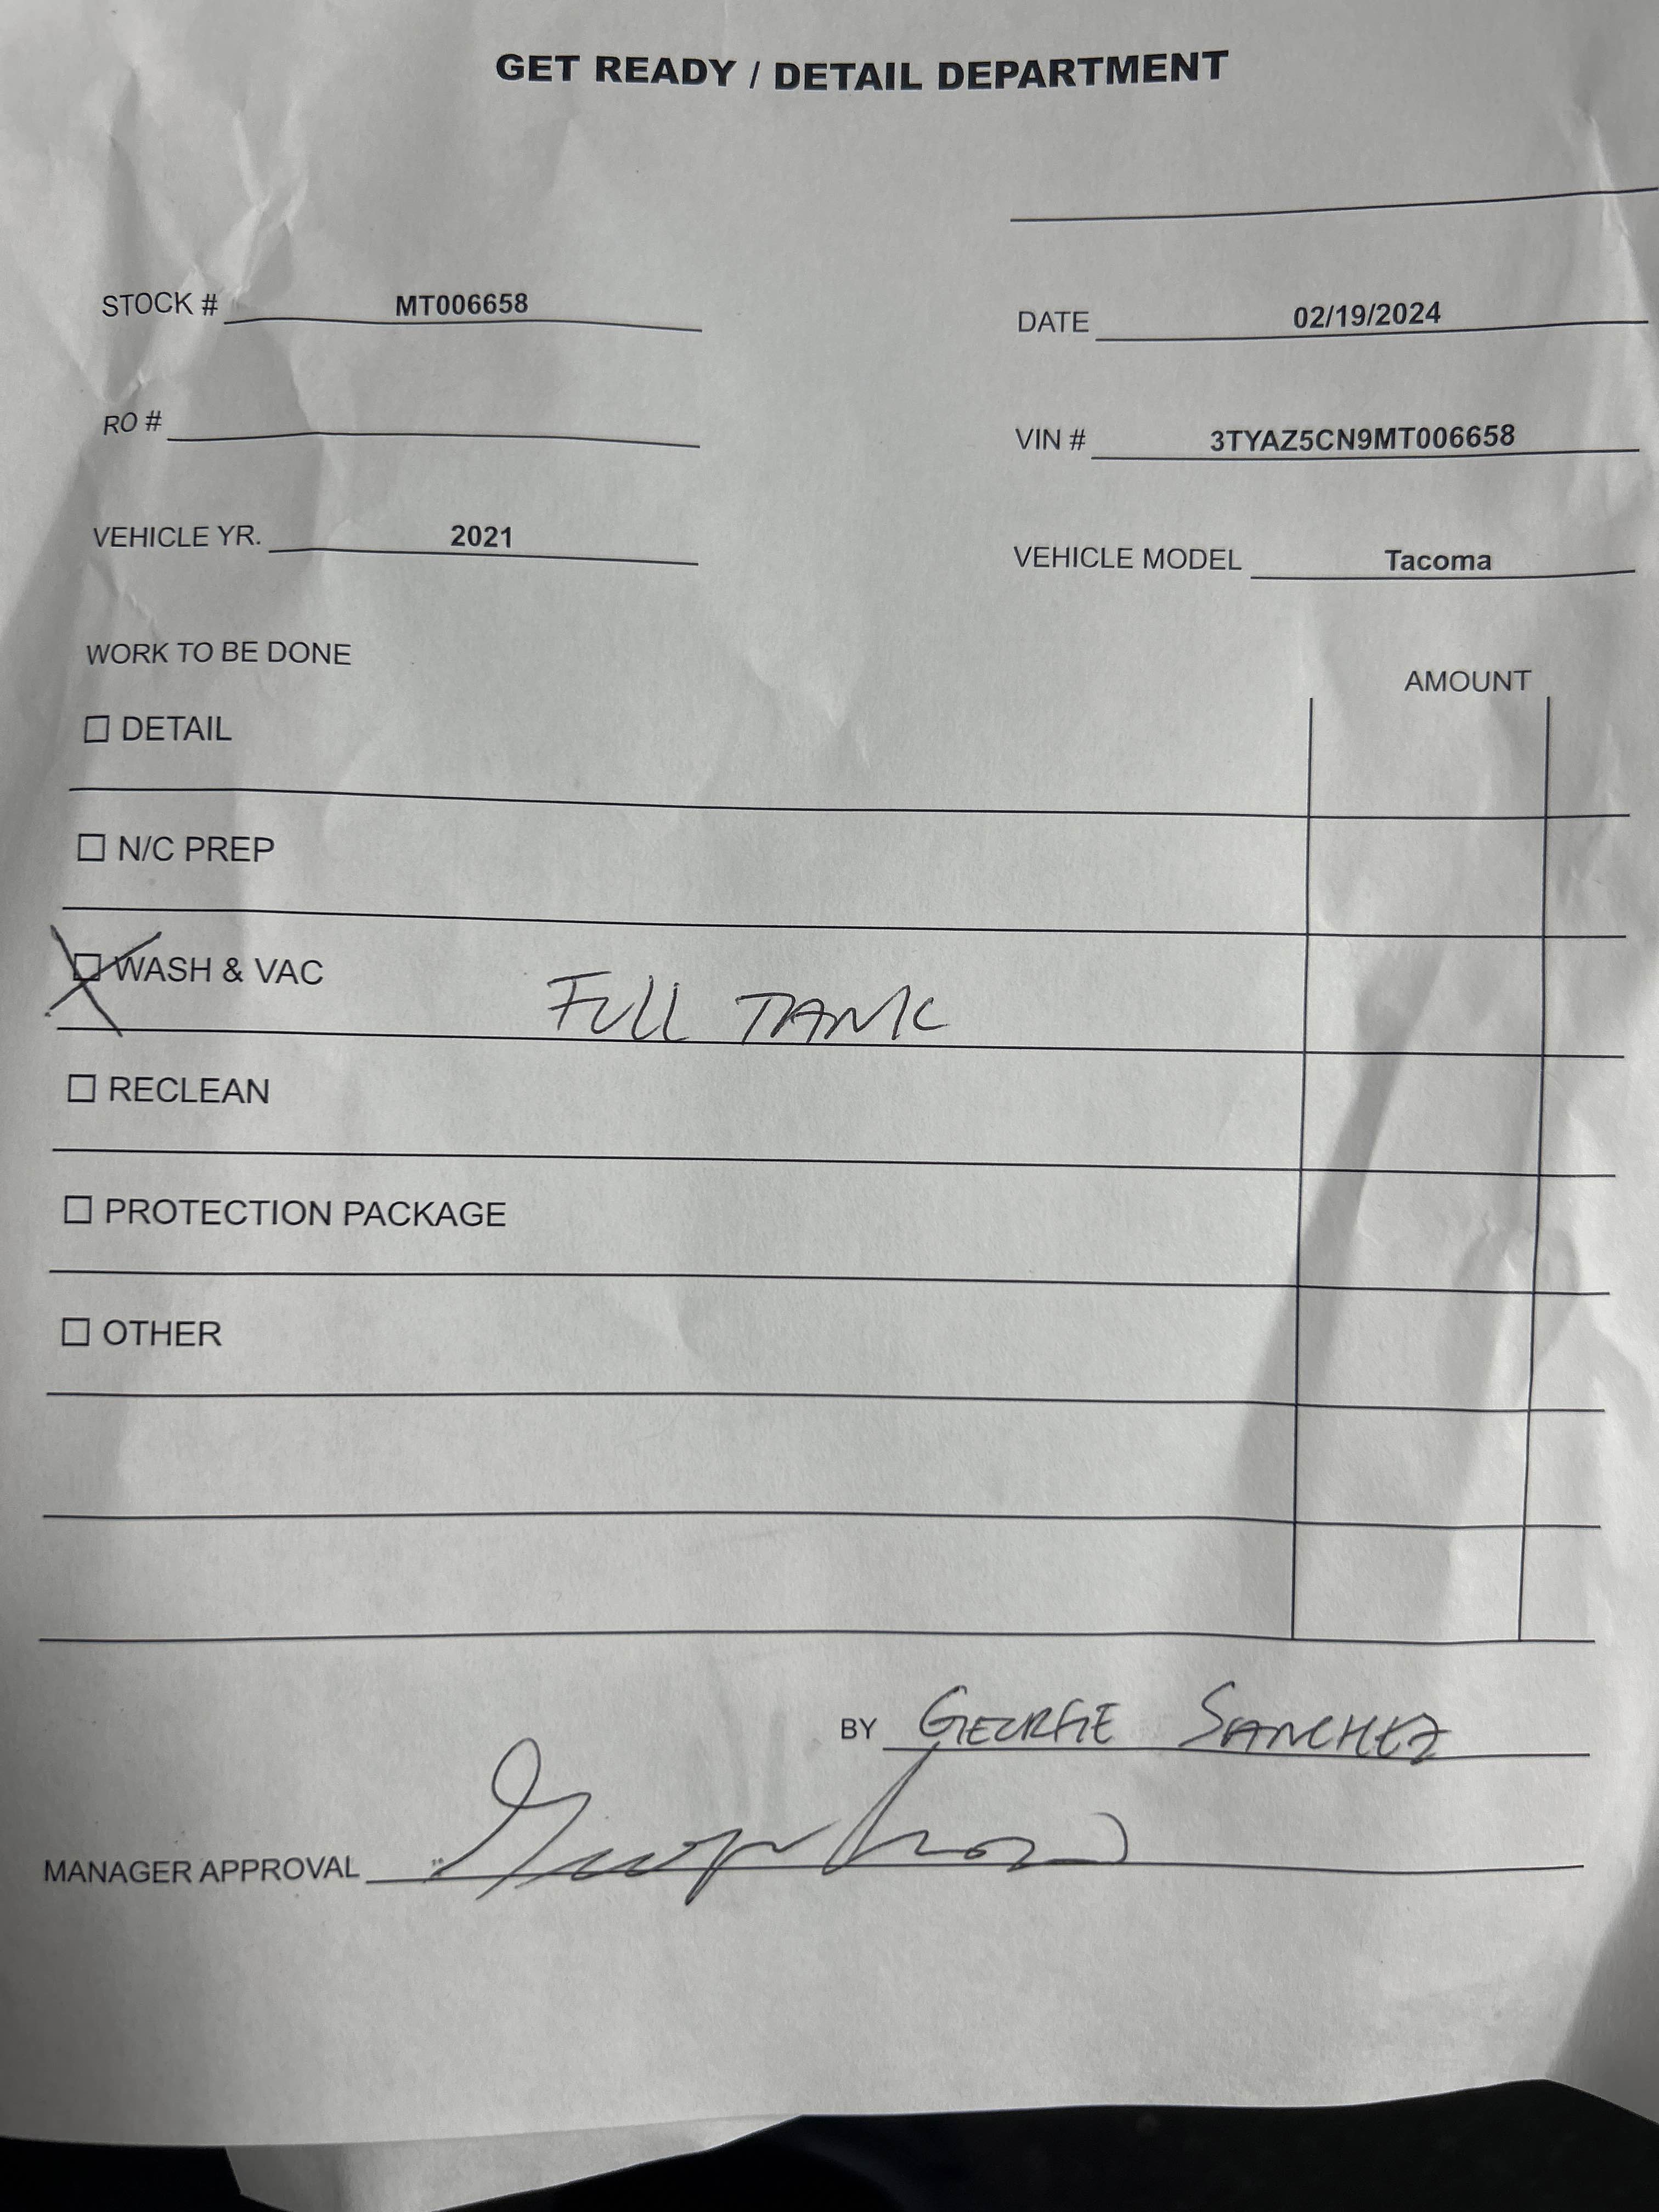 GET READY / DETAIL DEPARTMENT
STOCK # MT006658
DATE 02/19/2024
RO #
VIN # 3TYAZ5CN9MT006658
VEHICLE YR. 2021
VEHICLE MODEL Tacoma
WORK TO BE DONE
AMOUNT
☐ DETAIL
☐ N/C PREP
☒ WASH & VAC FULL TANK
☐ RECLEAN
☐ PROTECTION PACKAGE
☐ OTHER
BY GEORGE SANCHEZ
MANAGER APPROVAL